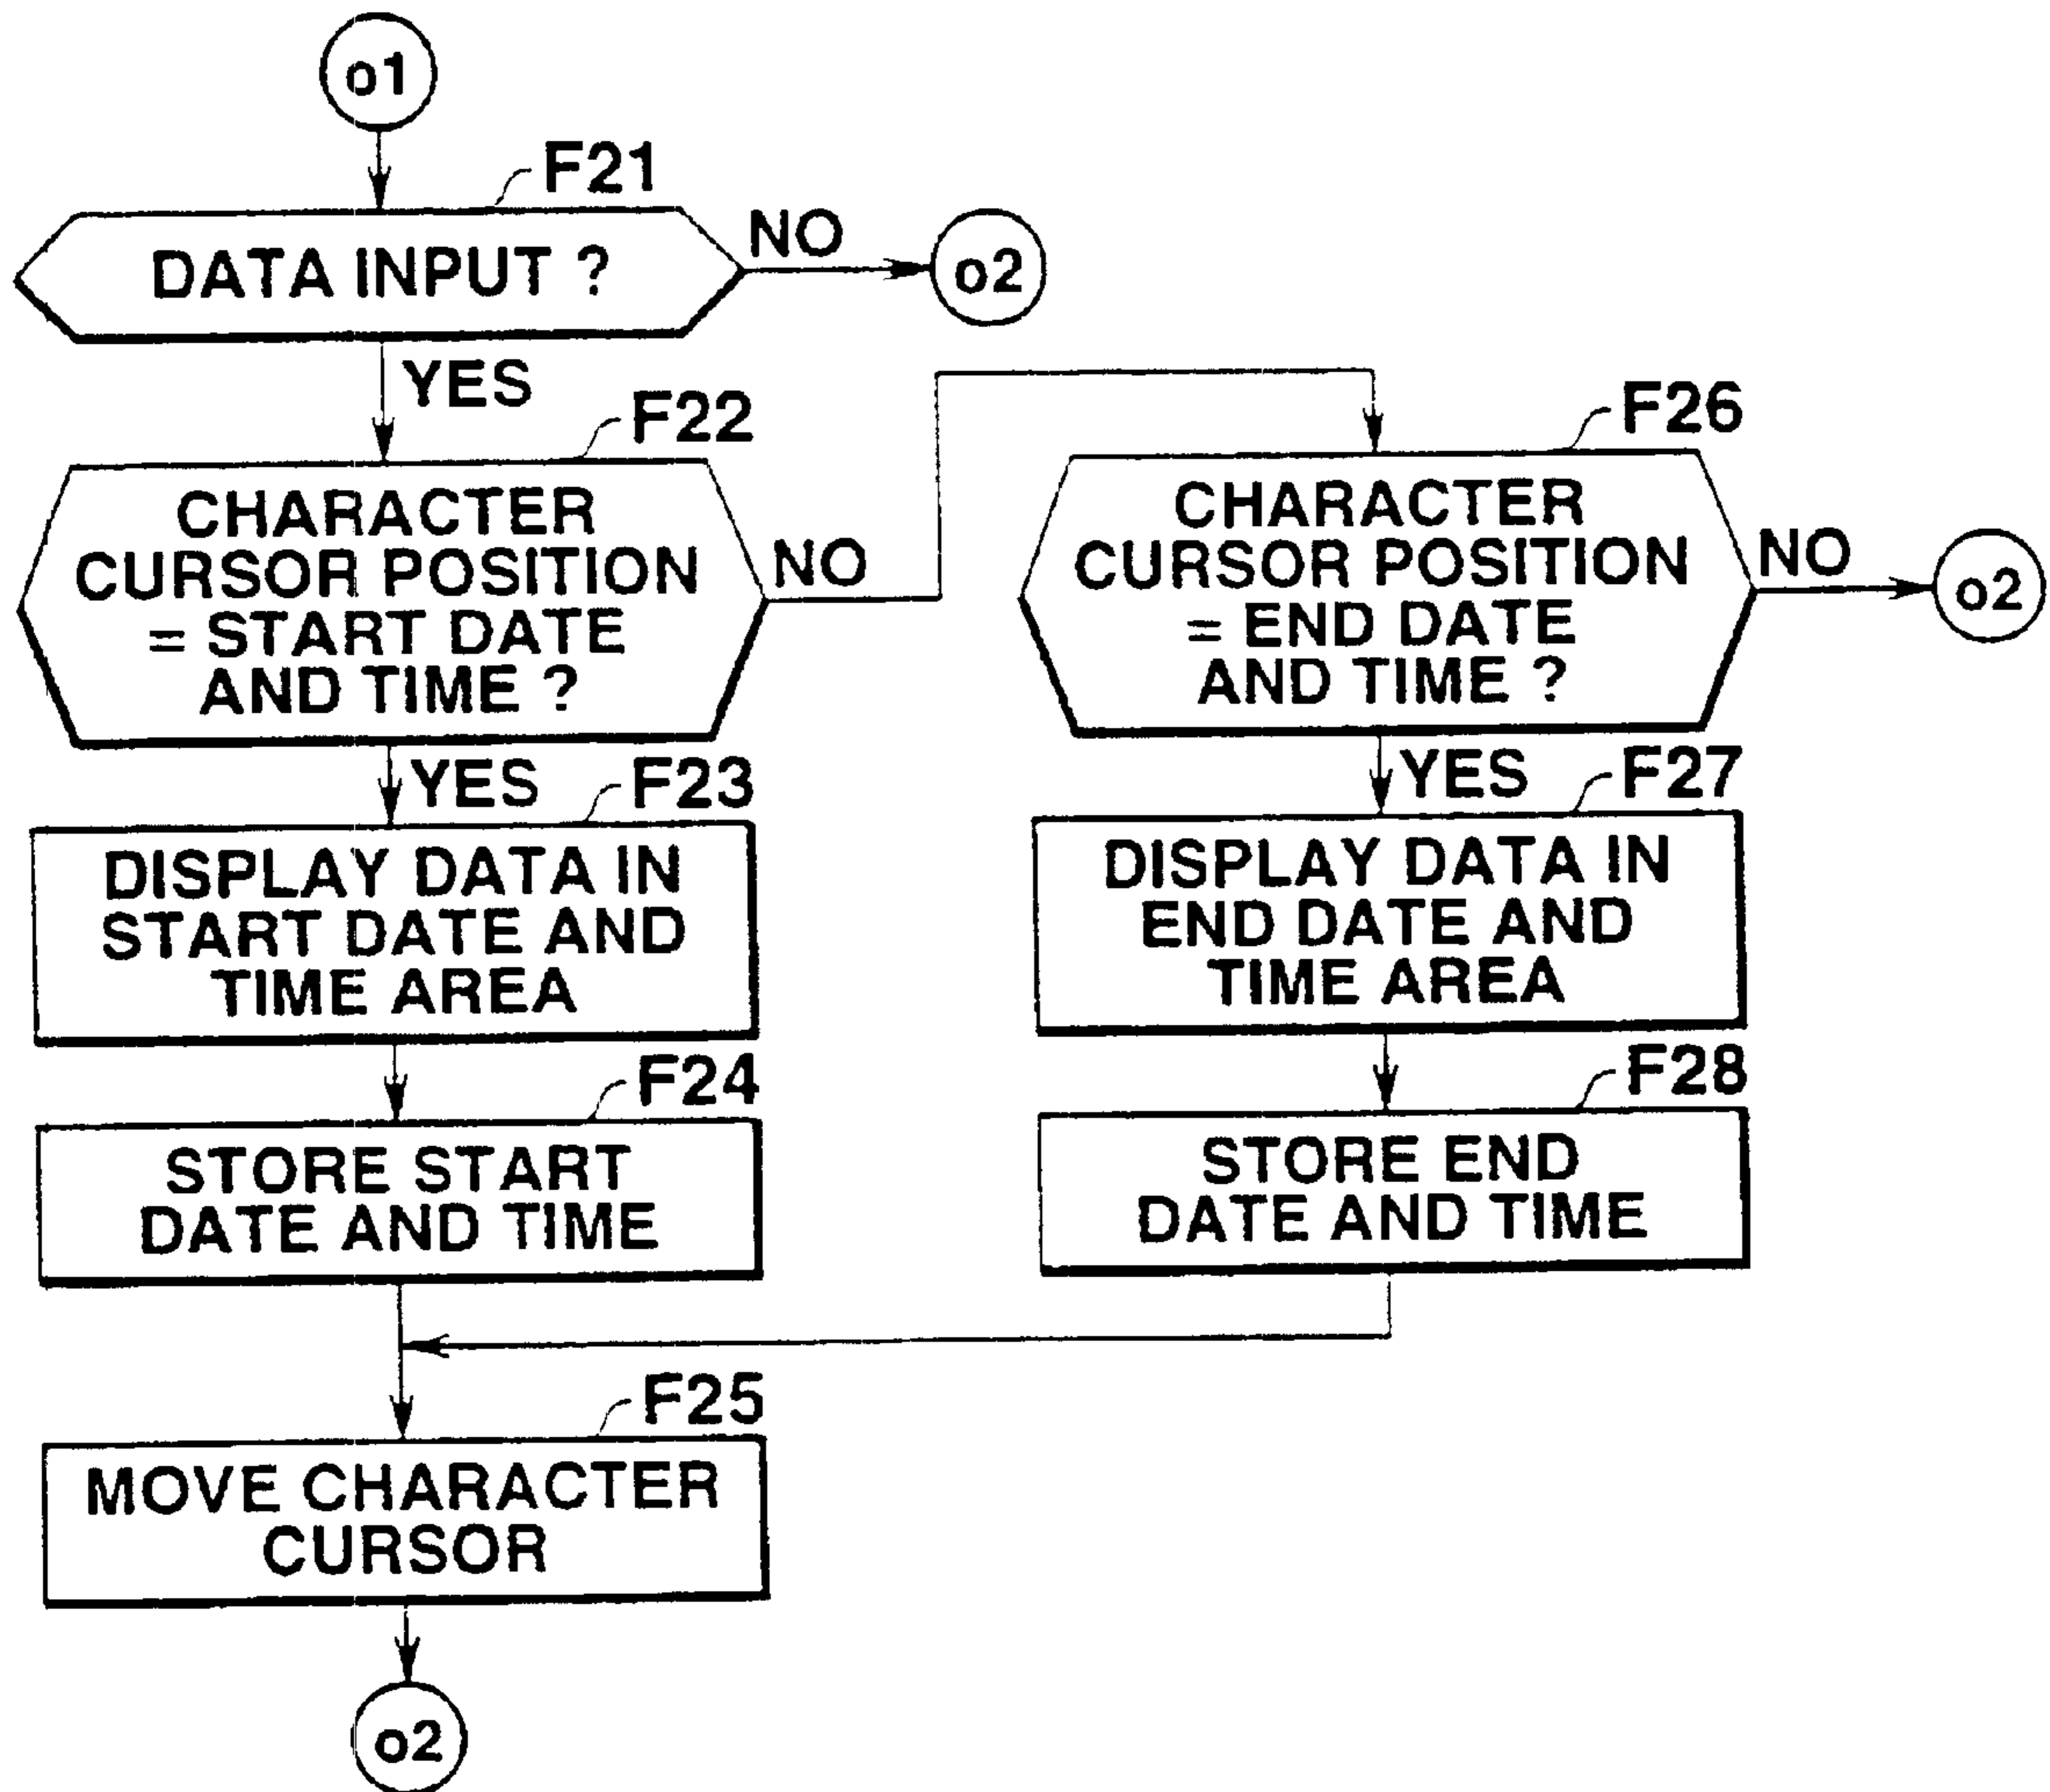 o1
F21
DATA INPUT ?
NO
o2
YES
F22
CHARACTER
CURSOR POSITION
= START DATE
AND TIME ?
NO
F26
CHARACTER
CURSOR POSITION
= END DATE
AND TIME ?
NO
o2
YES
F23
DISPLAY DATA IN
START DATE AND
TIME AREA
YES
F27
DISPLAY DATA IN
END DATE AND
TIME AREA
F24
STORE START
DATE AND TIME
F28
STORE END
DATE AND TIME
F25
MOVE CHARACTER
CURSOR
o2